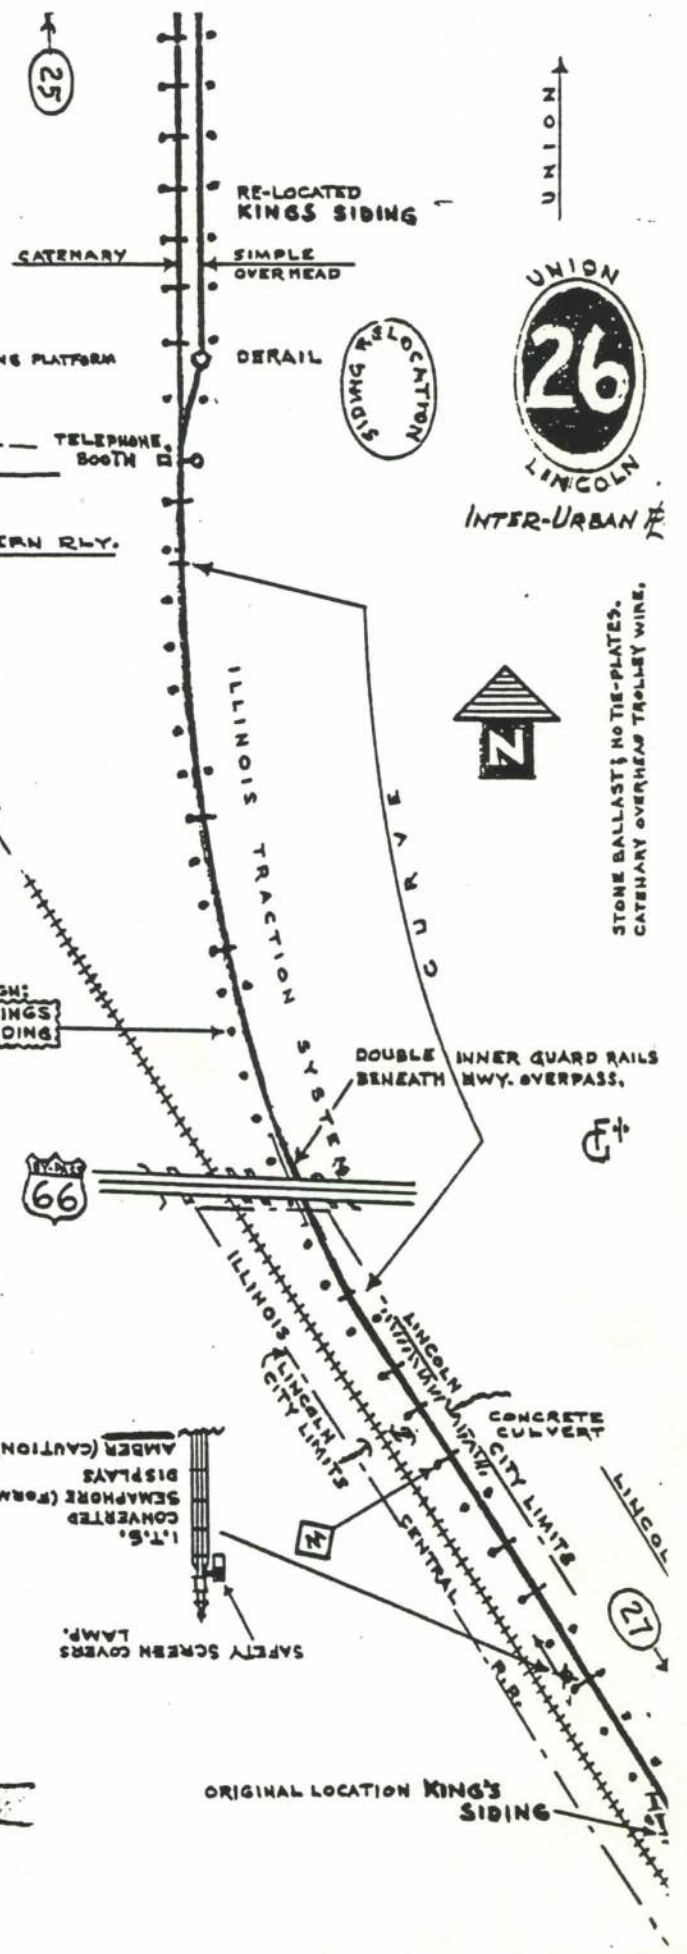 25
UNION
RE-LOCATED
KINGS SIDING
CATENARY
SIMPLE
OVERHEAD
UNION
26
LINCOLN
INTER-URBAN
SIDING RELOCATION
PLATFORM
DERAIL
TELEPHONE
BOOTH
RLY.
STONE BALLAST; NO TIE-PLATES.
CATENARY OVERHEAD TROLLEY WIRE,
N
ILLINOIS TRACTION SYSTEM
CURVE
DOUBLE INNER GUARD RAILS
BENEATH HWY. OVERPASS.
BY-PASS
66
ILLINOIS CENTRAL R.R.
LINCOLN
CITY LIMITS
LINCOLN CITY LIMITS
CONCRETE
CULVERT
I.T.S.
CONVERTED
SEMAPHORE (FORM
DISPLAYS
AMBER (CAUTION
SAFETY SCREEN COVERS
LAMP.
27
ORIGINAL LOCATION KING'S
SIDING